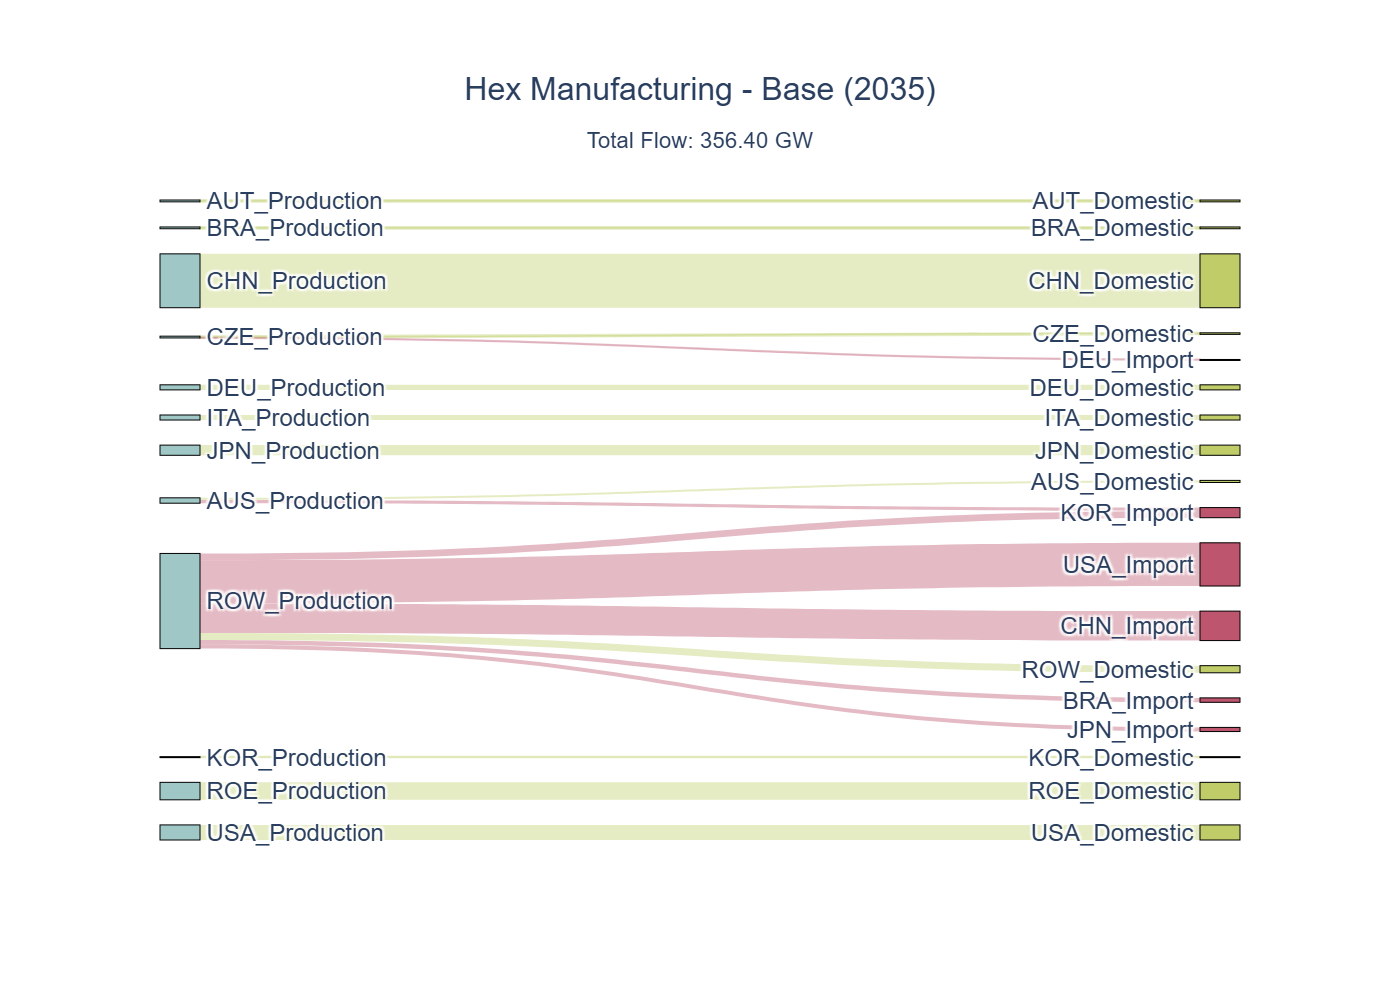 Hex Manufacturing - Base (2035)
Total Flow: 356.40 GW
AUT_Production AUT_Domestic
BRA_Production BRA_Domestic
CHN_Production CHN_Domestic
CZE_Production CZE_Domestic
DEU_Import
DEU_Production DEU_Domestic
ITA_Production ITA_Domestic
JPN_Production JPN_Domestic
AUS_Domestic
AUS_Production
KOR_Import
USA_Import
ROW_Production
CHN_Import
ROW_Domestic
BRA_Import
JPN_Import
KOR_Production KOR_Domestic
ROE_Production ROE_Domestic
USA_Production USA_Domestic